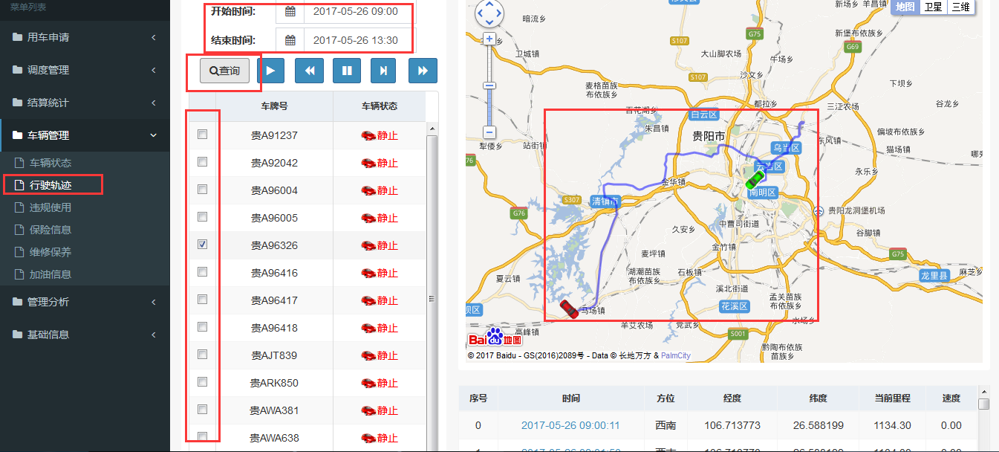 菜单列表
用车申请
调度管理
结算统计
车辆管理
车辆状态
行驶轨迹
违规使用
保险信息
维修保养
加油信息
管理分析
基础信息
开始时间: 2017-05-26 09:00
结束时间: 2017-05-26 13:30
查询
车牌号 车辆状态
贵A91237 静止
贵A92042 静止
贵A96004 静止
贵A96005 静止
贵A96326 静止
贵A96416 静止
贵A96417 静止
贵A96418 静止
贵AJT839 静止
贵ARK850 静止
贵AWA381 静止
贵AWA638 静止
地图 卫星 三维
暗流乡
新场乡
羊昌镇
S107
G75
新堡布依族乡
G69
卫城镇
大山脚农场
牛场乡
S107
沙文乡
下坝乡
麦格苗族
布依族乡
都拉乡
三江农场
谷龙乡
百花湖乡
白云区
朱昌镇
贵阳市
东风镇
偏坡布依族乡
犁倭乡
站街镇
乌当区
猫场镇
76
云岩区
永乐乡
金华镇
南明区
S307
清镇市
G76
贵阳龙洞堡机场
中曹司街道
久安乡
谷脚镇
金竹镇
麦坪镇
G75
湖潮苗族
布依族乡
石板镇
龙里县
麻芝乡
夏云镇
溪北街道
孟关苗族
布依族乡
花溪区
马场镇
水场乡
羊艾农场
党武乡
高峰镇
S001
黔陶布依族
苗族乡
Bai du 地图
© 2017 Baidu - GS(2016)2089号 - Data © 长地万方 & PalmCity
序号 时间 方位 经度 纬度 当前里程 速度
0 2017-05-26 09:00:11 西南 106.713773 26.588199 1134.30 0.00